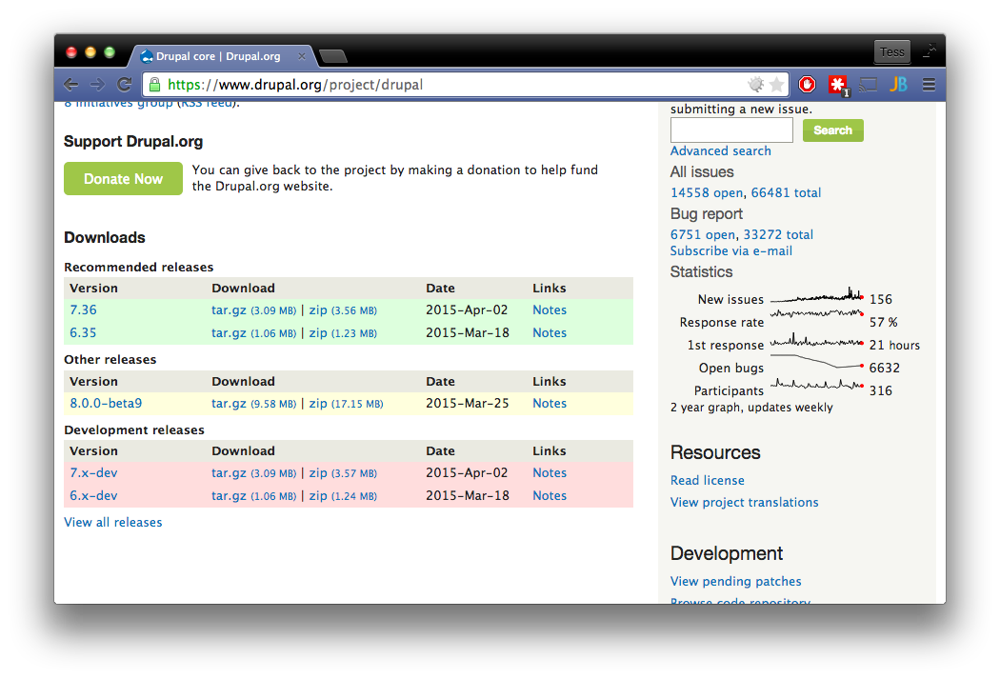 Drupal core | Drupal.org
Tess
https://www.drupal.org/project/drupal
1
JB
8 initiatives group (RSS feed).
Support Drupal.org
Donate Now
You can give back to the project by making a donation to help fund
the Drupal.org website.
Downloads
Recommended releases
Version Download Date Links
7.36 tar.gz (3.09 MB) | zip (3.56 MB) 2015-Apr-02 Notes
6.35 tar.gz (1.06 MB) | zip (1.23 MB) 2015-Mar-18 Notes
Other releases
Version Download Date Links
8.0.0-beta9 tar.gz (9.58 MB) | zip (17.15 MB) 2015-Mar-25 Notes
Development releases
Version Download Date Links
7.x-dev tar.gz (3.09 MB) | zip (3.57 MB) 2015-Apr-02 Notes
6.x-dev tar.gz (1.06 MB) | zip (1.24 MB) 2015-Mar-18 Notes
View all releases
submitting a new issue.
Search
Advanced search
All issues
14558 open, 66481 total
Bug report
6751 open, 33272 total
Subscribe via e-mail
Statistics
New issues 156
Response rate 57 %
1st response 21 hours
Open bugs 6632
Participants 316
2 year graph, updates weekly
Resources
Read license
View project translations
Development
View pending patches
Browse code repository